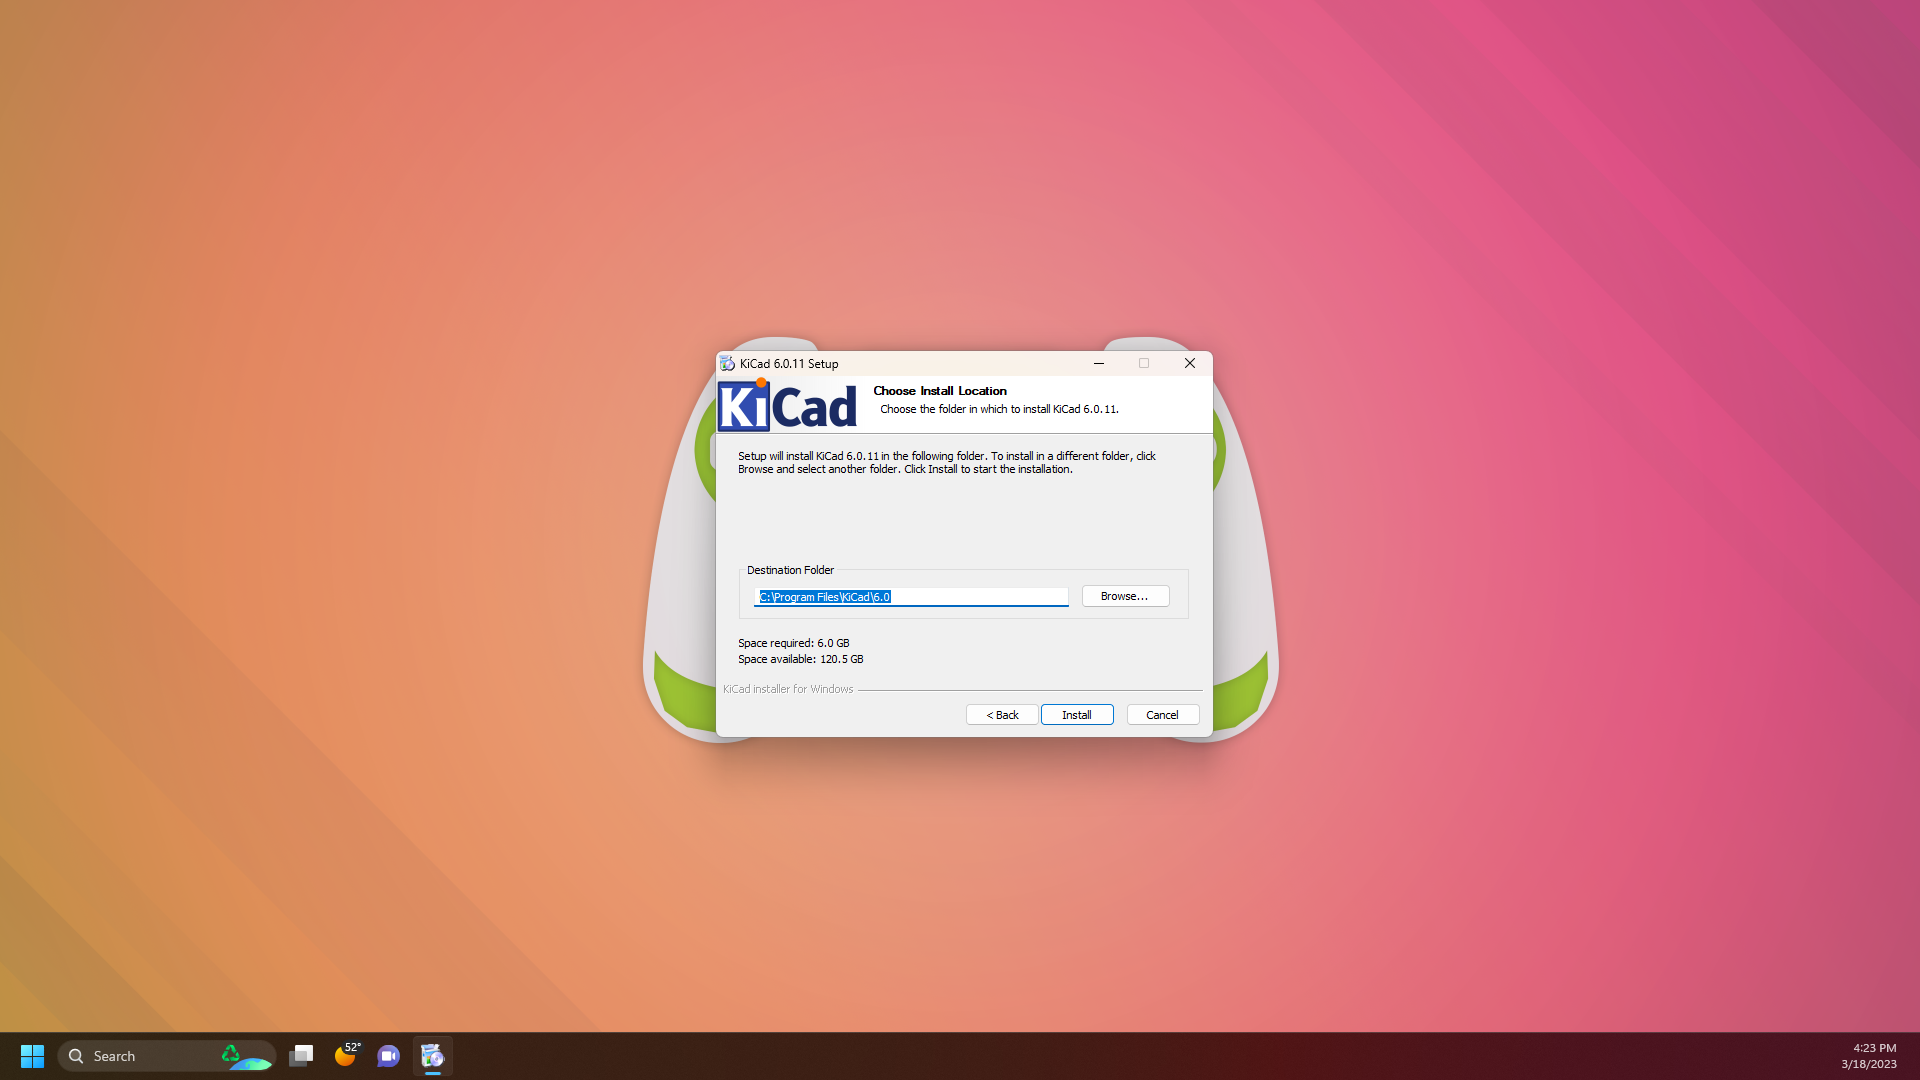 KiCad 6.0.11 Setup
KiCad
Choose Install Location
Choose the folder in which to install KiCad 6.0.11.
Setup will install KiCad 6.0.11 in the following folder. To install in a different folder, click
Browse and select another folder. Click Install to start the installation.
Destination Folder
C:\Program Files\KiCad\6.0
Browse...
Space required: 6.0 GB
Space available: 120.5 GB
KiCad installer for Windows
< Back
Install
Cancel
Search
52°
4:23 PM
3/18/2023